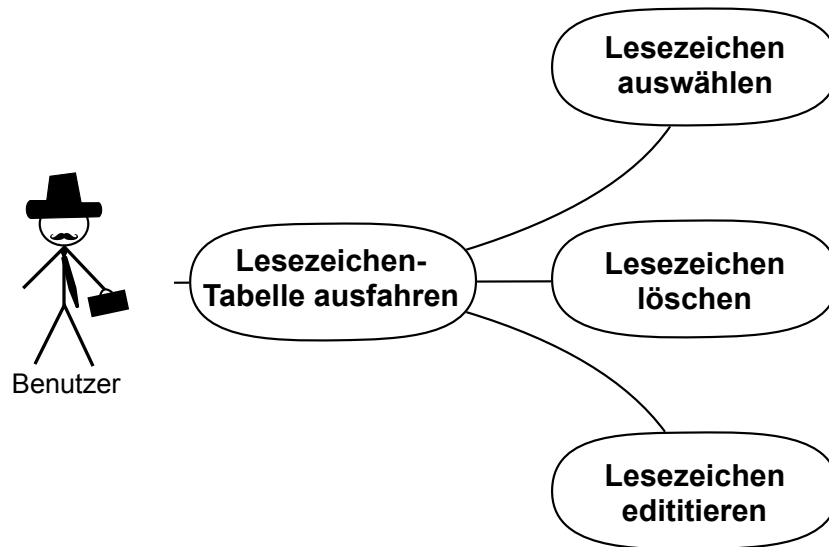 Lesezeichen
auswählen
Lesezeichen-
Tabelle ausfahren
Lesezeichen
löschen
Benutzer
Lesezeichen
edititieren